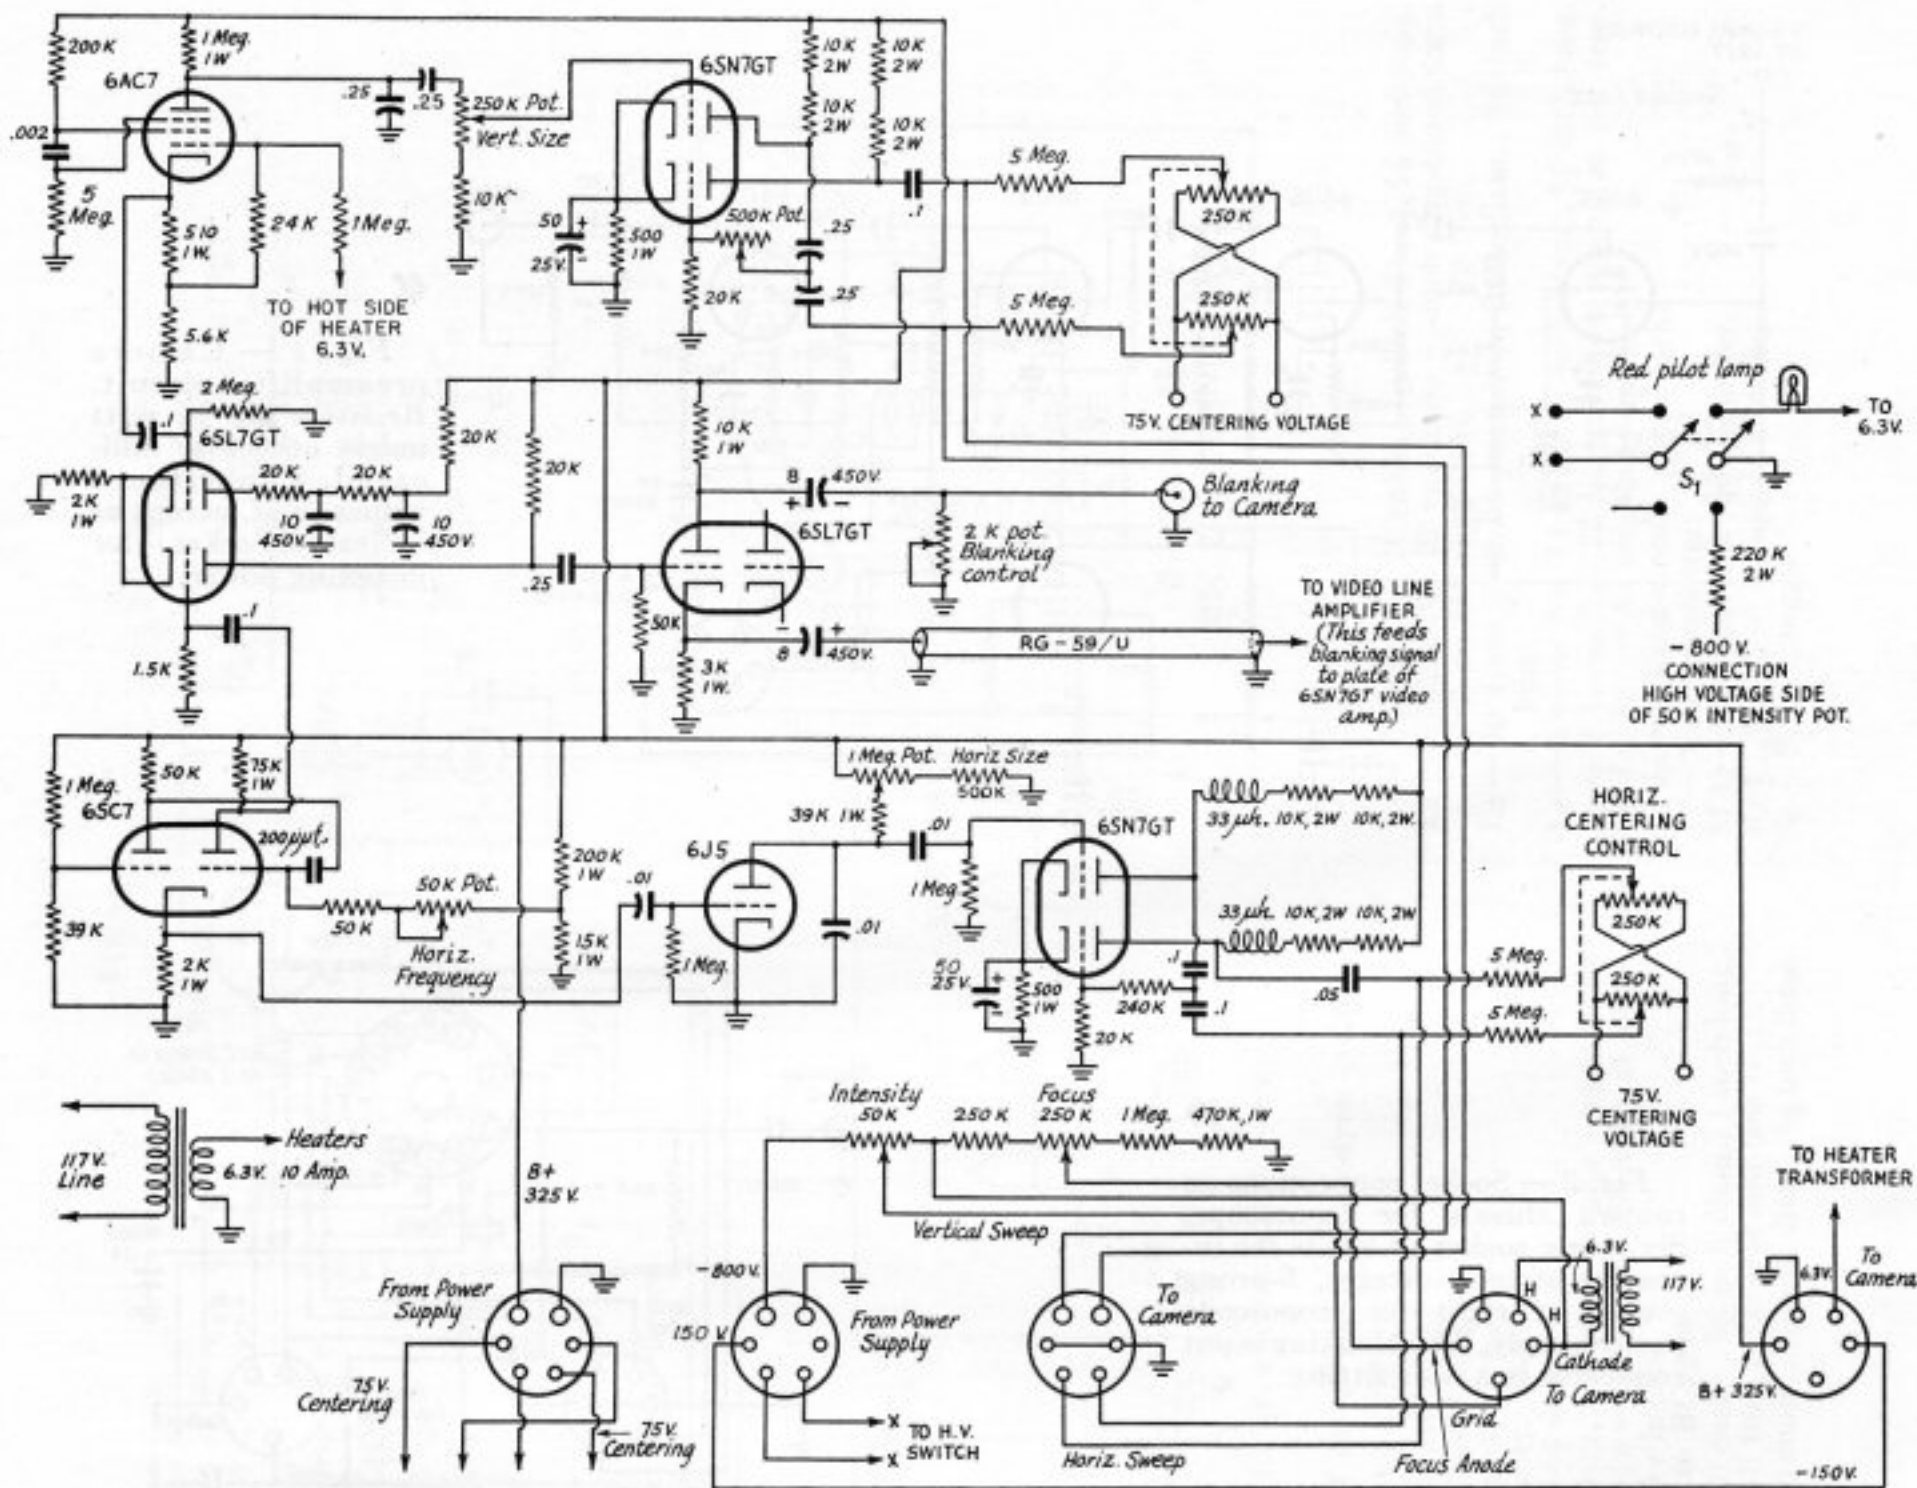 200K
1 Meg.
1W
6AC7
.25
.25
250K Pot.
Vert. Size
6SN7GT
10K
2W
10K
2W
10K
2W
10K
2W
.002
5
Meg.
510
1W.
24K
1 Meg.
10K
50
25V.
500
1W
500K Pot.
20K
.25
.25
.1
5 Meg.
250K
5 Meg.
250K
75V. CENTERING VOLTAGE
TO HOT SIDE
OF HEATER
6.3V.
5.6K
2 Meg.
.1
6SL7GT
20K
20K
2K
1W
20K
20K
10
450V.
10
450V.
10K
1W
8
450V.
6SL7GT
.25
50K
2 K pot.
Blanking
control
Blanking
to Camera
Red pilot lamp
X
X
TO
6.3V.
S1
220 K
2W
-800 V.
CONNECTION
HIGH VOLTAGE SIDE
OF 50K INTENSITY POT.
.1
1.5K
3K
1W.
8
450V.
RG-59/U
TO VIDEO LINE
AMPLIFIER
(This feeds
blanking signal
to plate of
6SN7GT video
amp.)
1 Meg.
50K
75K
1W
6SC7
200μμf.
39K
2K
1W
50K
50K Pot.
Horiz.
Frequency
200K
1W
15K
1W
.01
1 Meg.
6J5
1 Meg Pot.
Horiz Size
500K
39K 1W
.01
.01
1 Meg
6SN7GT
33μh. 10K, 2W 10K, 2W.
33μh. 10K, 2W 10K, 2W
50
25V.
500
1W
20K
240K
.1
.1
.05
5 Meg.
5 Meg.
HORIZ.
CENTERING
CONTROL
250K
250K
75V.
CENTERING
VOLTAGE
117V.
Line
Heaters
6.3V. 10 Amp.
B+
325V.
Intensity
50K
250K
Focus
250K
1 Meg.
470K, 1W
Vertical Sweep
From Power
Supply
75V.
Centering
75V.
Centering
-800V.
150 V.
From Power
Supply
X
X
TO H.V.
SWITCH
To
Camera
Horiz. Sweep
H
H
6.3V.
117V.
Cathode
To Camera
Grid
Focus Anode
TO HEATER
TRANSFORMER
6.3V.
To
Camera
B+ 325V.
-150V.